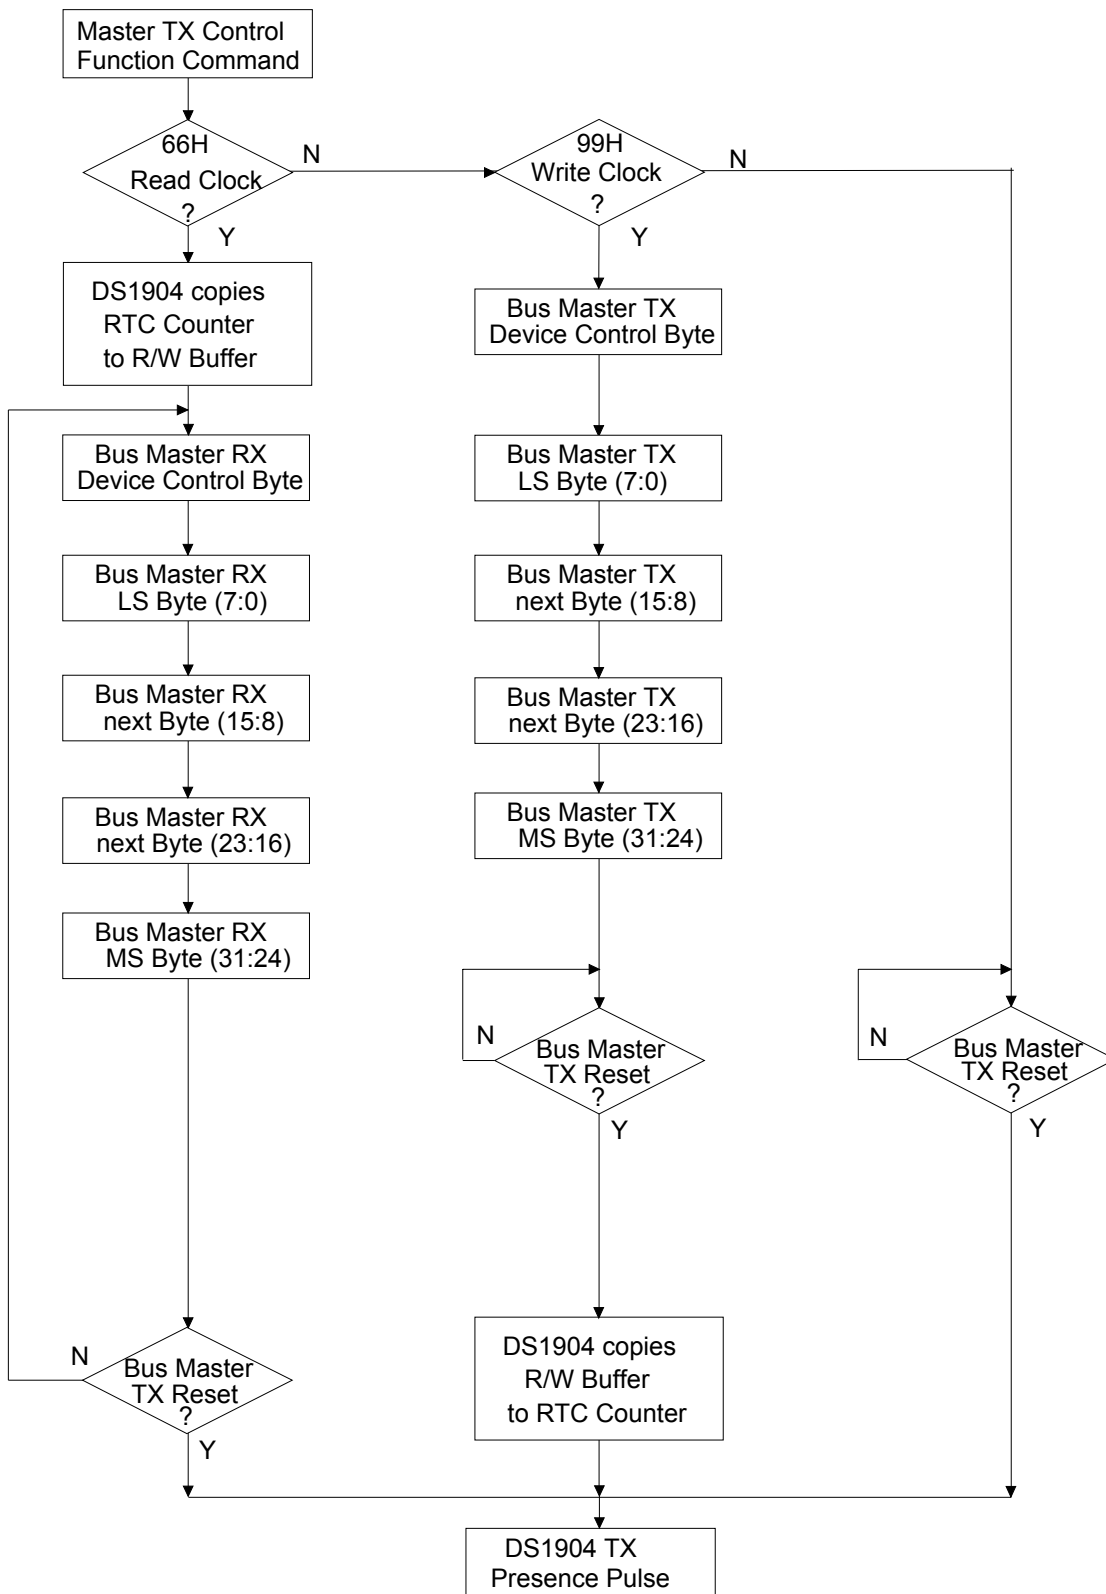 Master TX Control
Function Command
66H
Read Clock
?
N
Y
99H
Write Clock
?
N
Y
DS1904 copies
RTC Counter
to R/W Buffer
Bus Master RX
Device Control Byte
Bus Master RX
LS Byte (7:0)
Bus Master RX
next Byte (15:8)
Bus Master RX
next Byte (23:16)
Bus Master RX
MS Byte (31:24)
N
Bus Master
TX Reset
?
Y
Bus Master TX
Device Control Byte
Bus Master TX
LS Byte (7:0)
Bus Master TX
next Byte (15:8)
Bus Master TX
next Byte (23:16)
Bus Master TX
MS Byte (31:24)
N
Bus Master
TX Reset
?
Y
DS1904 copies
R/W Buffer
to RTC Counter
N
Bus Master
TX Reset
?
Y
DS1904 TX
Presence Pulse